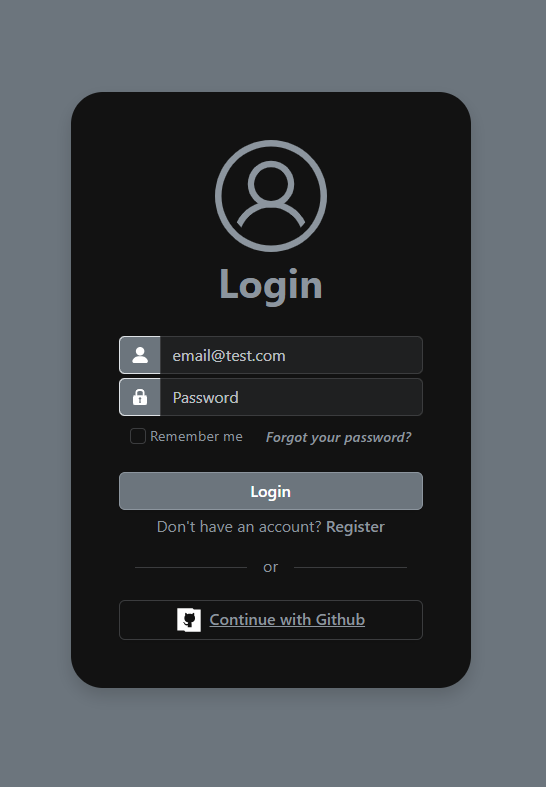 Login
email@test.com
Password
Remember me Forgot your password?
Login
Don't have an account? Register
or
Continue with Github